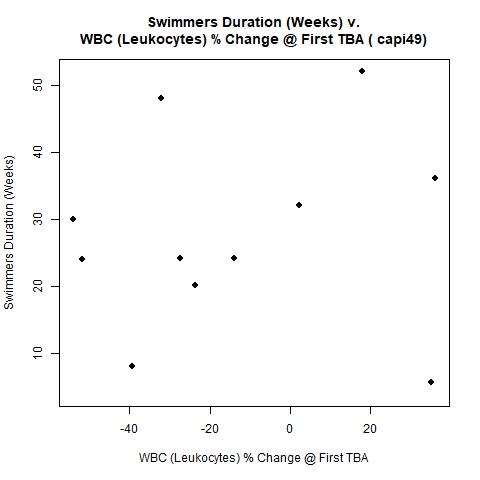 Swimmers Duration (Weeks) v.
WBC (Leukocytes) % Change @ First TBA ( capi49)
Swimmers Duration (Weeks)
50
40
30
20
10
-40
-20
0
20
WBC (Leukocytes) % Change @ First TBA